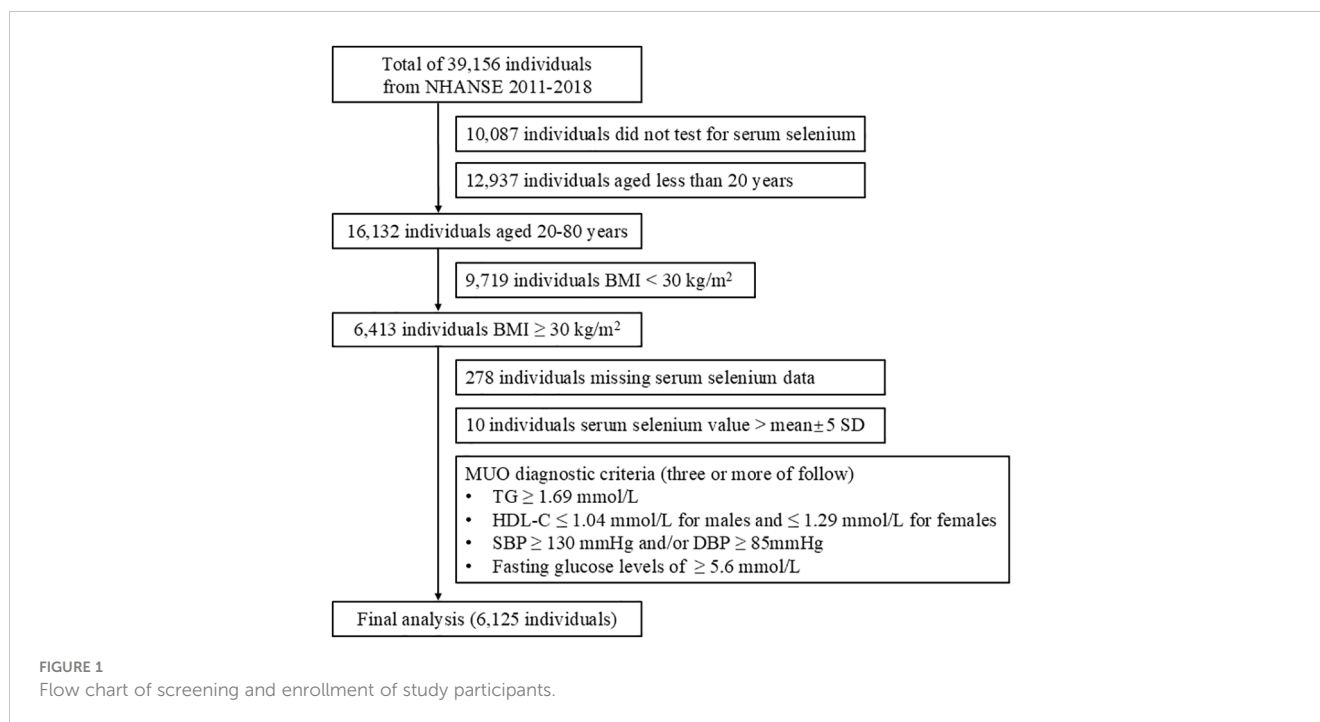 Total of 39,156 individuals
from NHANSE 2011-2018
10,087 individuals did not test for serum selenium
12,937 individuals aged less than 20 years
16,132 individuals aged 20-80 years
9,719 individuals BMI < 30 kg/m²
6,413 individuals BMI ≥ 30 kg/m²
278 individuals missing serum selenium data
10 individuals serum selenium value > mean±5 SD
MUO diagnostic criteria (three or more of follow)
• TG ≥ 1.69 mmol/L
• HDL-C ≤ 1.04 mmol/L for males and ≤ 1.29 mmol/L for females
• SBP ≥ 130 mmHg and/or DBP ≥ 85mmHg
• Fasting glucose levels of ≥ 5.6 mmol/L
Final analysis (6,125 individuals)
FIGURE 1
Flow chart of screening and enrollment of study participants.